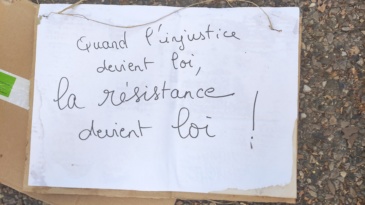 Quand l'injustice
devient loi,
la résistance
devient loi !